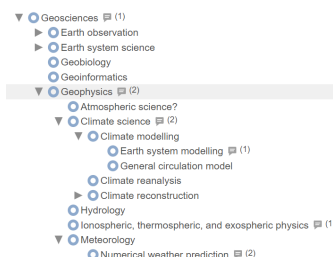 Geosciences (1)
Earth observation
Earth system science
Geobiology
Geoinformatics
Geophysics (2)
Atmospheric science?
Climate science (2)
Climate modelling
Earth system modelling (1)
General circulation model
Climate reanalysis
Climate reconstruction
Hydrology
Ionospheric, thermospheric, and exospheric physics (1
Meteorology
Numerical weather prediction (2)